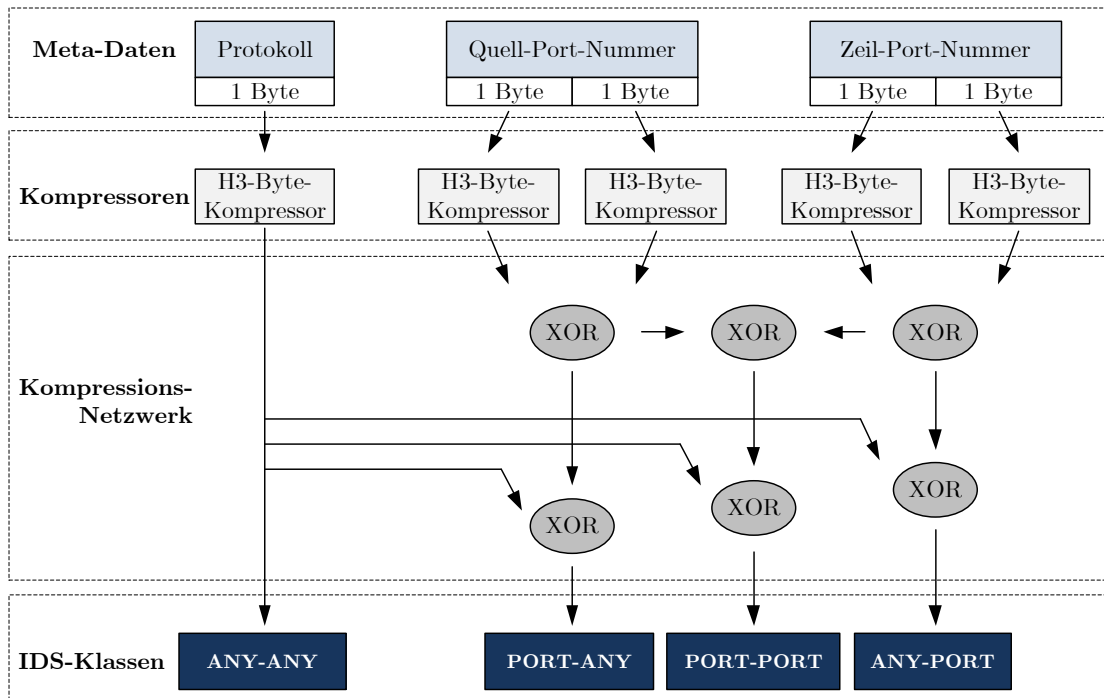 Meta-Daten
Protokoll
Quell-Port-Nummer
Zeil-Port-Nummer
1 Byte
1 Byte
1 Byte
1 Byte
1 Byte
Kompressoren
H3-Byte-
Kompressor
H3-Byte-
Kompressor
H3-Byte-
Kompressor
H3-Byte-
Kompressor
H3-Byte-
Kompressor
Kompressions-
Netzwerk
XOR
XOR
XOR
XOR
XOR
XOR
IDS-Klassen
ANY-ANY
PORT-ANY
PORT-PORT
ANY-PORT